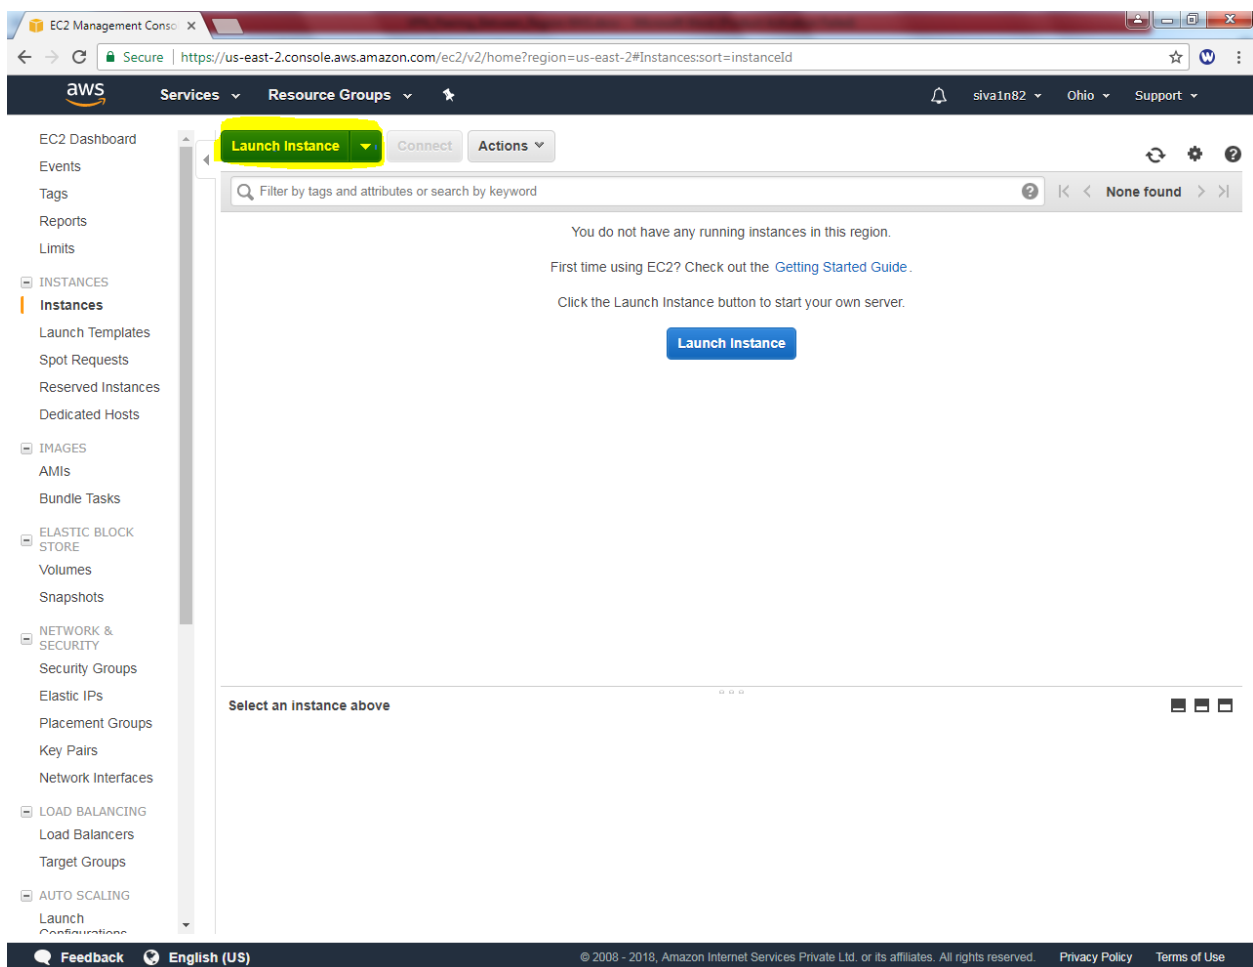 EC2 Management Conso
Secure https://us-east-2.console.aws.amazon.com/ec2/v2/home?region=us-east-2#Instances:sort=instanceId
aws Services Resource Groups siva1n82 Ohio Support
EC2 Dashboard
Events
Tags
Reports
Limits
INSTANCES
Instances
Launch Templates
Spot Requests
Reserved Instances
Dedicated Hosts
IMAGES
AMIs
Bundle Tasks
ELASTIC BLOCK
STORE
Volumes
Snapshots
NETWORK &
SECURITY
Security Groups
Elastic IPs
Placement Groups
Key Pairs
Network Interfaces
LOAD BALANCING
Load Balancers
Target Groups
AUTO SCALING
Launch
Configurations
Launch Instance Connect Actions
Filter by tags and attributes or search by keyword None found
You do not have any running instances in this region.
First time using EC2? Check out the Getting Started Guide.
Click the Launch Instance button to start your own server.
Launch Instance
Select an instance above
Feedback English (US) © 2008 - 2018, Amazon Internet Services Private Ltd. or its affiliates. All rights reserved. Privacy Policy Terms of Use